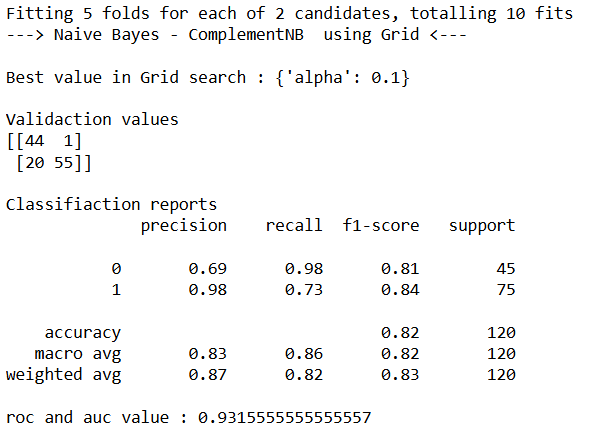 Fitting 5 folds for each of 2 candidates, totalling 10 fits
---> Naive Bayes - ComplementNB  using Grid <---
Best value in Grid search : {'alpha': 0.1}
Validaction values
[[44  1]
 [20 55]]
Classifiaction reports
              precision    recall  f1-score   support
           0       0.69      0.98      0.81        45
           1       0.98      0.73      0.84        75
    accuracy                           0.82       120
   macro avg       0.83      0.86      0.82       120
weighted avg       0.87      0.82      0.83       120
roc and auc value : 0.9315555555555557